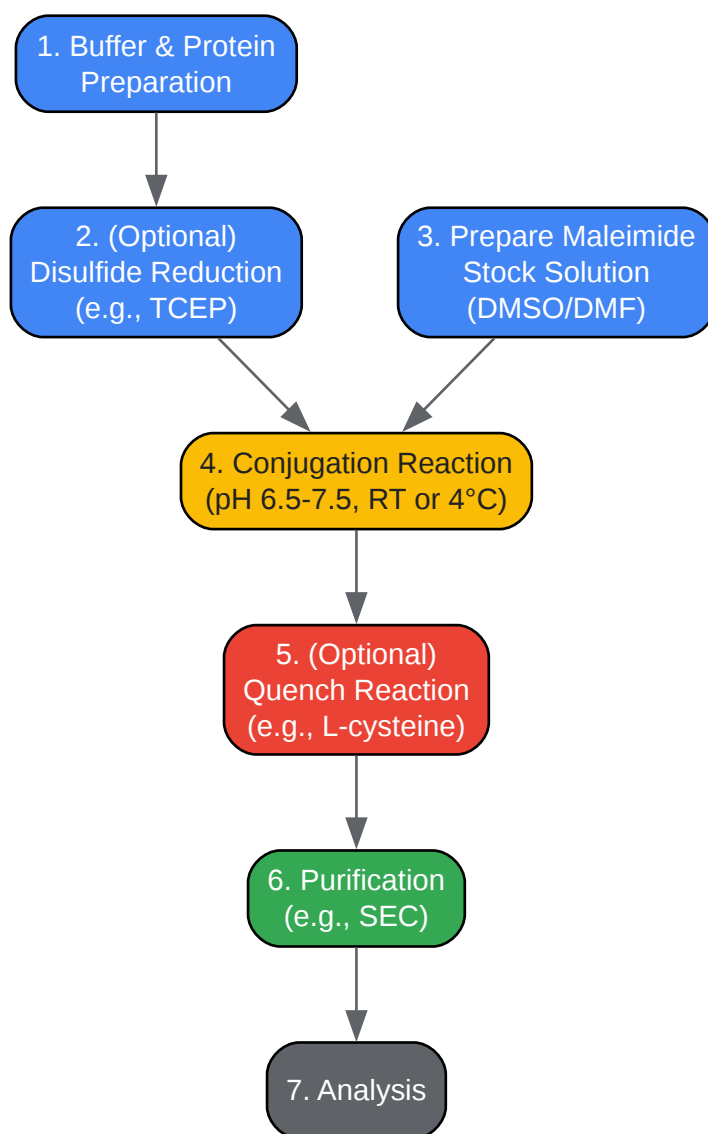 1. Buffer & Protein
Preparation
2. (Optional)
Disulfide Reduction
(e.g., TCEP)
3. Prepare Maleimide
Stock Solution
(DMSO/DMF)
4. Conjugation Reaction
(pH 6.5-7.5, RT or 4°C)
5. (Optional)
Quench Reaction
(e.g., L-cysteine)
6. Purification
(e.g., SEC)
7. Analysis